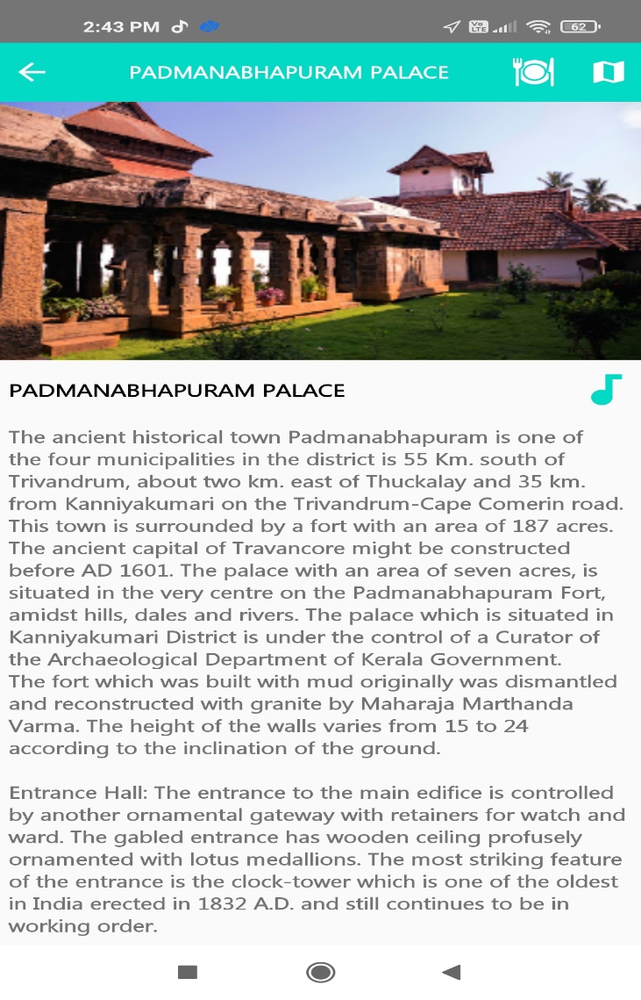 2:43 PM
Vo LTE
62
PADMANABHAPURAM PALACE
PADMANABHAPURAM PALACE
The ancient historical town Padmanabhapuram is one of
the four municipalities in the district is 55 Km. south of
Trivandrum, about two km. east of Thuckalay and 35 km.
from Kanniyakumari on the Trivandrum-Cape Comerin road.
This town is surrounded by a fort with an area of 187 acres.
The ancient capital of Travancore might be constructed
before AD 1601. The palace with an area of seven acres, is
situated in the very centre on the Padmanabhapuram Fort,
amidst hills, dales and rivers. The palace which is situated in
Kanniyakumari District is under the control of a Curator of
the Archaeological Department of Kerala Government.
The fort which was built with mud originally was dismantled
and reconstructed with granite by Maharaja Marthanda
Varma. The height of the walls varies from 15 to 24
according to the inclination of the ground.
Entrance Hall: The entrance to the main edifice is controlled
by another ornamental gateway with retainers for watch and
ward. The gabled entrance has wooden ceiling profusely
ornamented with lotus medallions. The most striking feature
of the entrance is the clock-tower which is one of the oldest
in India erected in 1832 A.D. and still continues to be in
working order.